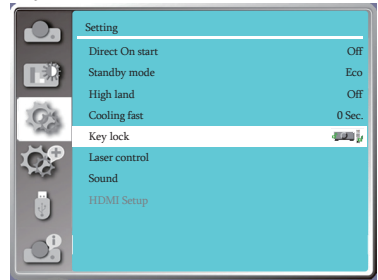 Setting
Direct On start Off
Standby mode Eco
High land Off
Cooling fast 0 Sec.
Key lock
Laser control
Sound
HDMI Setup